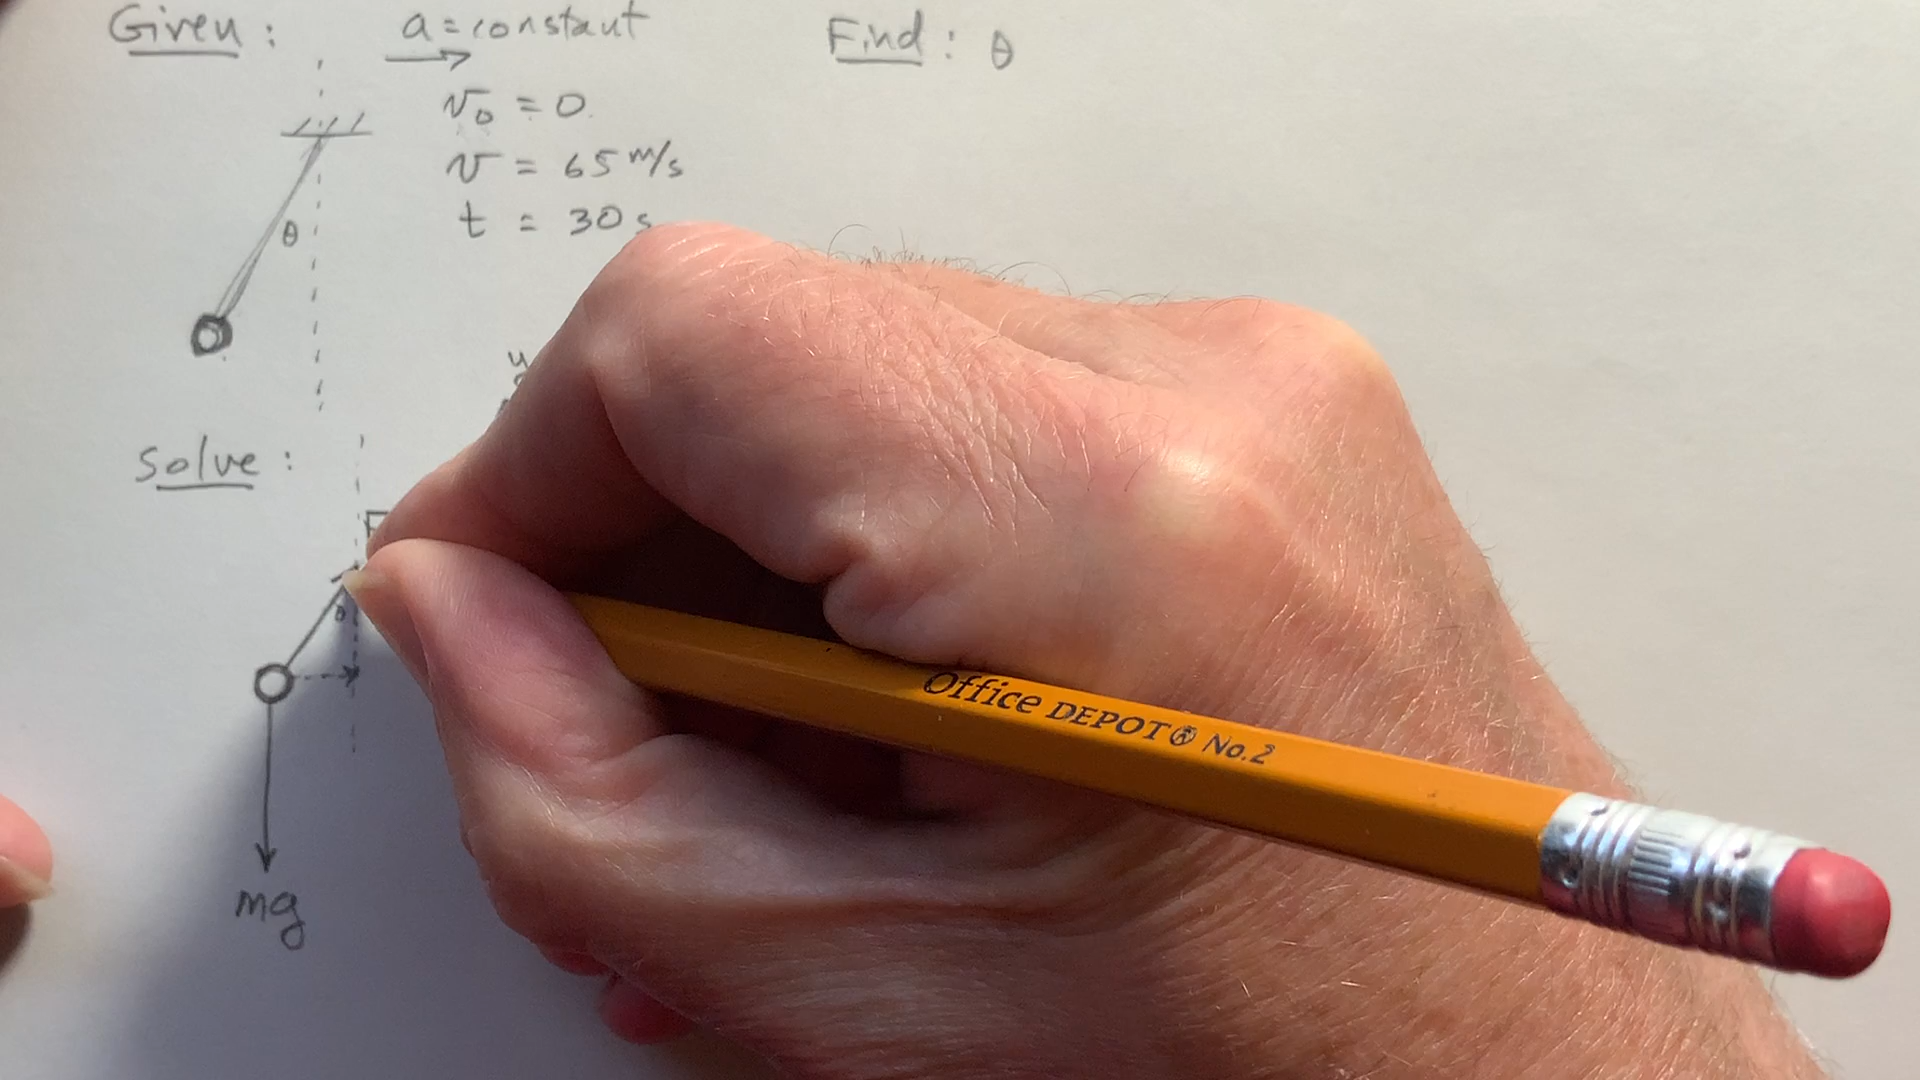 Given : a = constant Find : θ
v₀ = 0
v = 65 m/s
t = 30 s
θ
y
solve :
F
θ
mg
Office DEPOT® No.2